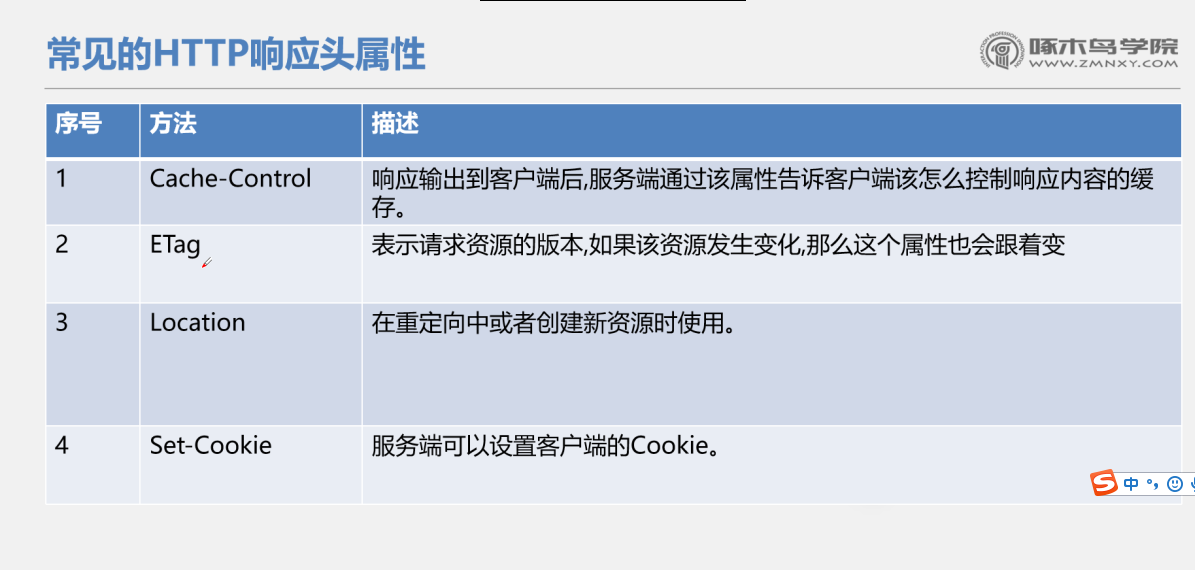 常见的HTTP响应头属性
啄木鸟学院
WWW.ZMNXY.COM
序号 方法 描述
1 Cache-Control 响应输出到客户端后,服务端通过该属性告诉客户端该怎么控制响应内容的缓
存。
2 ETag 表示请求资源的版本,如果该资源发生变化,那么这个属性也会跟着变
3 Location 在重定向中或者创建新资源时使用。
4 Set-Cookie 服务端可以设置客户端的Cookie。
中